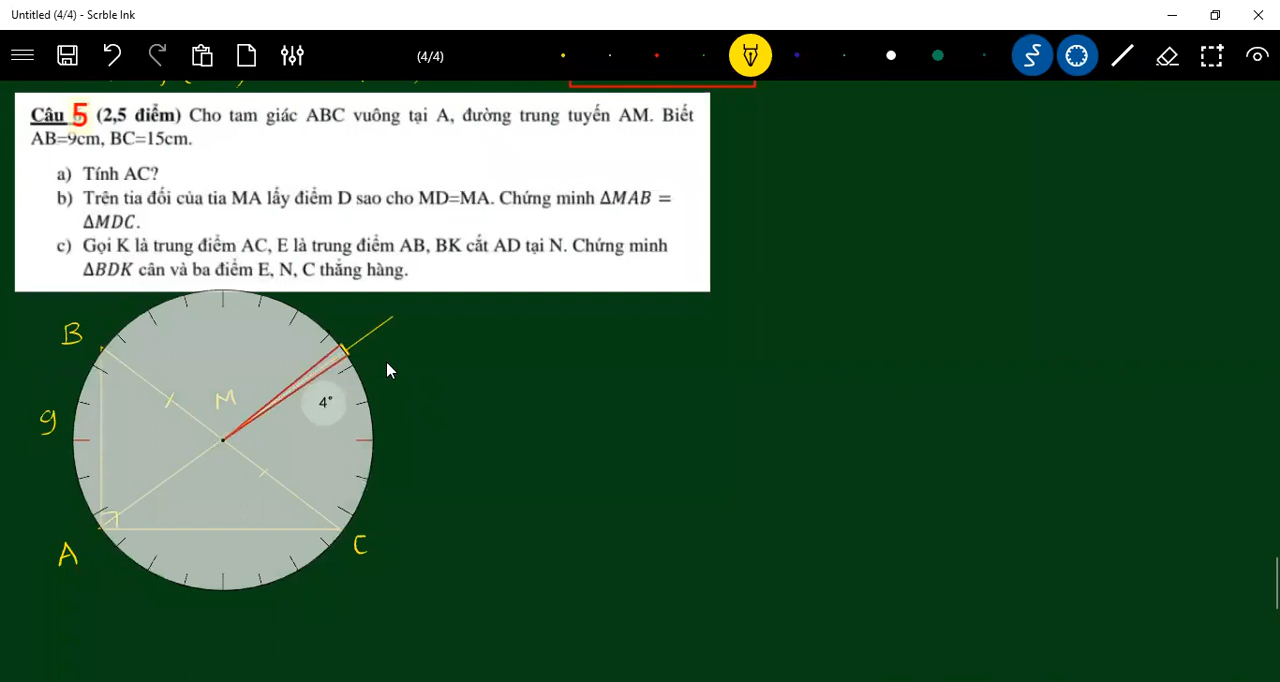 Untitled (4/4) - Scrble Ink
(4/4)
Câu 5 (2,5 điểm) Cho tam giác ABC vuông tại A, đường trung tuyến AM. Biết
AB=9cm, BC=15cm.
a) Tính AC?
b) Trên tia đối của tia MA lấy điểm D sao cho MD=MA. Chứng minh ΔMAB =
ΔMDC.
c) Gọi K là trung điểm AC, E là trung điểm AB, BK cắt AD tại N. Chứng minh
ΔBDK cân và ba điểm E, N, C thẳng hàng.
B
M
4°
9
A
C